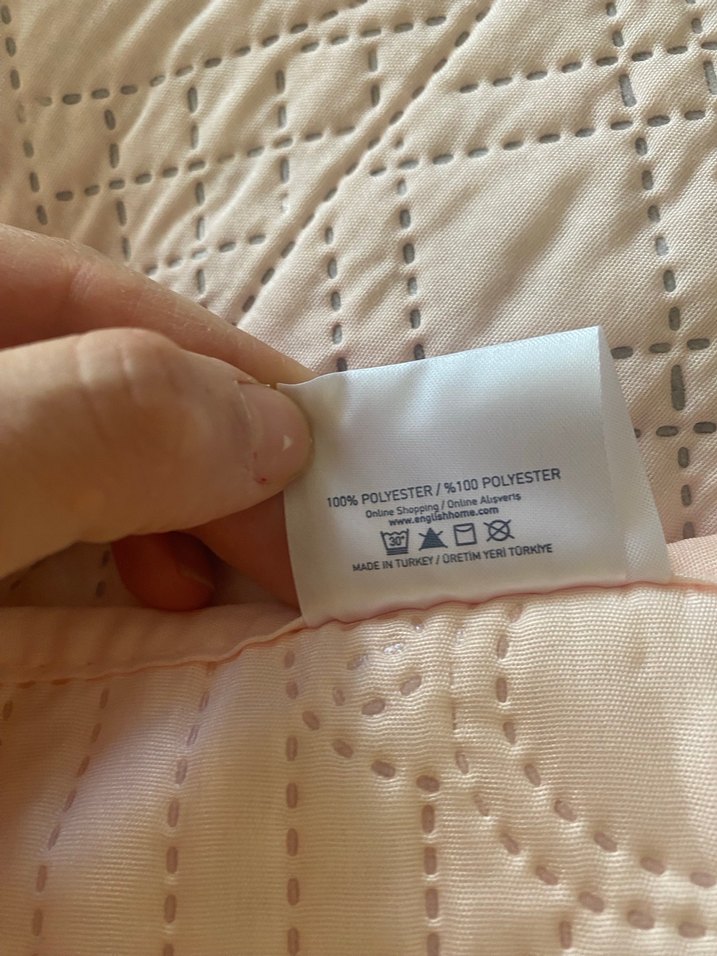 100% POLYESTER / %100 POLYESTER
Online Shopping / Online Alışveriş
www.englishhome.com
30°
MADE IN TURKEY / ÜRETİM YERİ TÜRKİYE